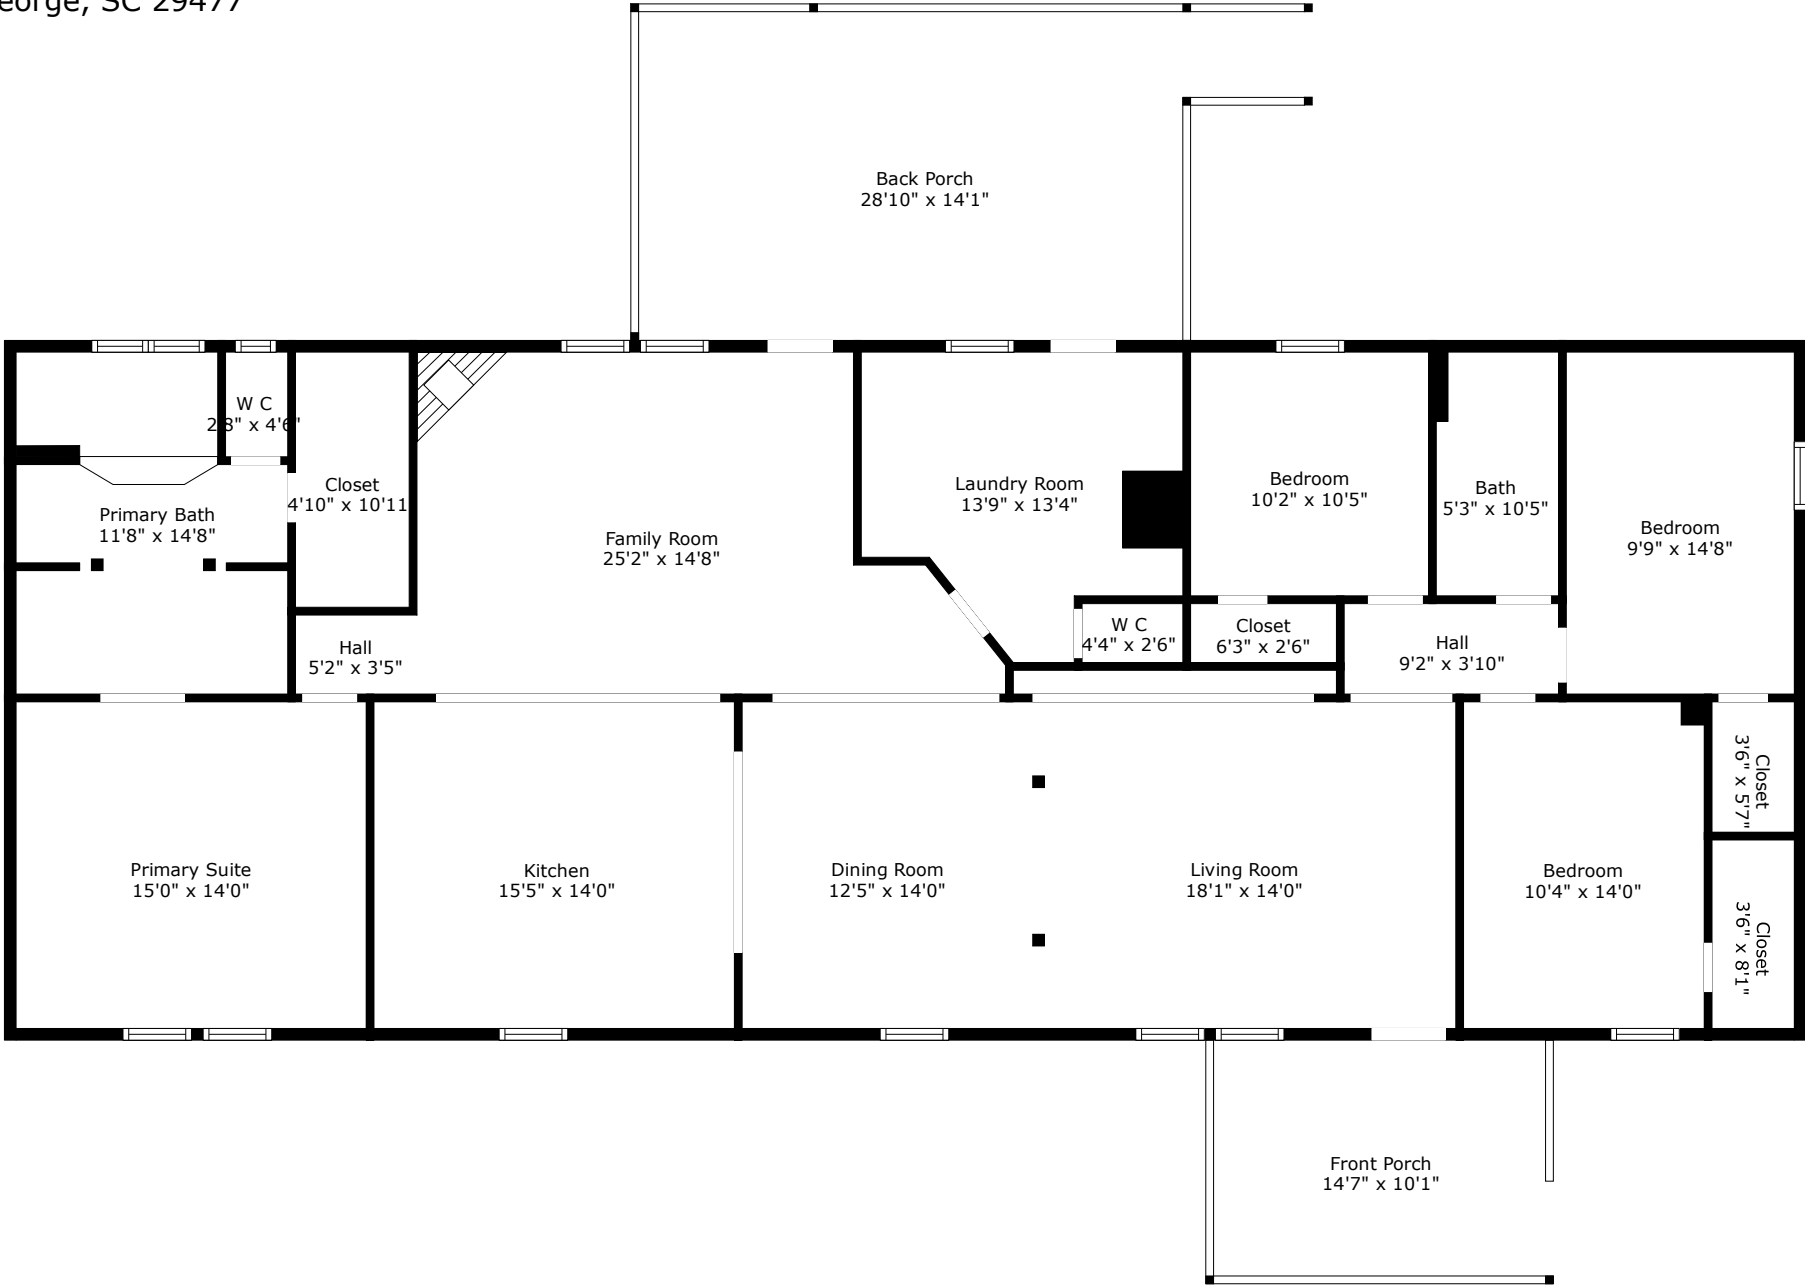 eorge, SC 29477
Back Porch
28'10" x 14'1"
W C
2'8" x 4'6"
Closet
4'10" x 10'11
Primary Bath
11'8" x 14'8"
Family Room
25'2" x 14'8"
Laundry Room
13'9" x 13'4"
Bedroom
10'2" x 10'5"
Bath
5'3" x 10'5"
Bedroom
9'9" x 14'8"
Hall
5'2" x 3'5"
W C
4'4" x 2'6"
Closet
6'3" x 2'6"
Hall
9'2" x 3'10"
Closet
3'6" x 5'7"
Primary Suite
15'0" x 14'0"
Kitchen
15'5" x 14'0"
Dining Room
12'5" x 14'0"
Living Room
18'1" x 14'0"
Bedroom
10'4" x 14'0"
Closet
3'6" x 8'1"
Front Porch
14'7" x 10'1"